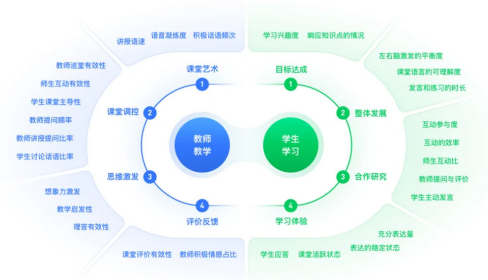 讲授语速 语音凝练度 积极话语频次
学习兴趣度 响应知识点的情况
教师巡堂有效性
师生互动有效性
学生课堂主导性
教师提问频率
教师讲授提问比率
学生讨论话语比率
课堂艺术
1
课堂调控
2
思维激发
3
评价反馈
4
教师
教学
目标达成
1
整体发展
2
合作研究
3
学习体验
4
学生
学习
左右脑激发的平衡度
课堂语言的可理解度
发言和练习的时长
互动参与度
互动的效率
师生互动比
教师提问与评价
学生主动发言
想象力激发
教学启发性
理答有效性
充分表达量
表达的稳定状态
课堂评价有效性 教师积极情感占比
学生应答 课堂活跃状态